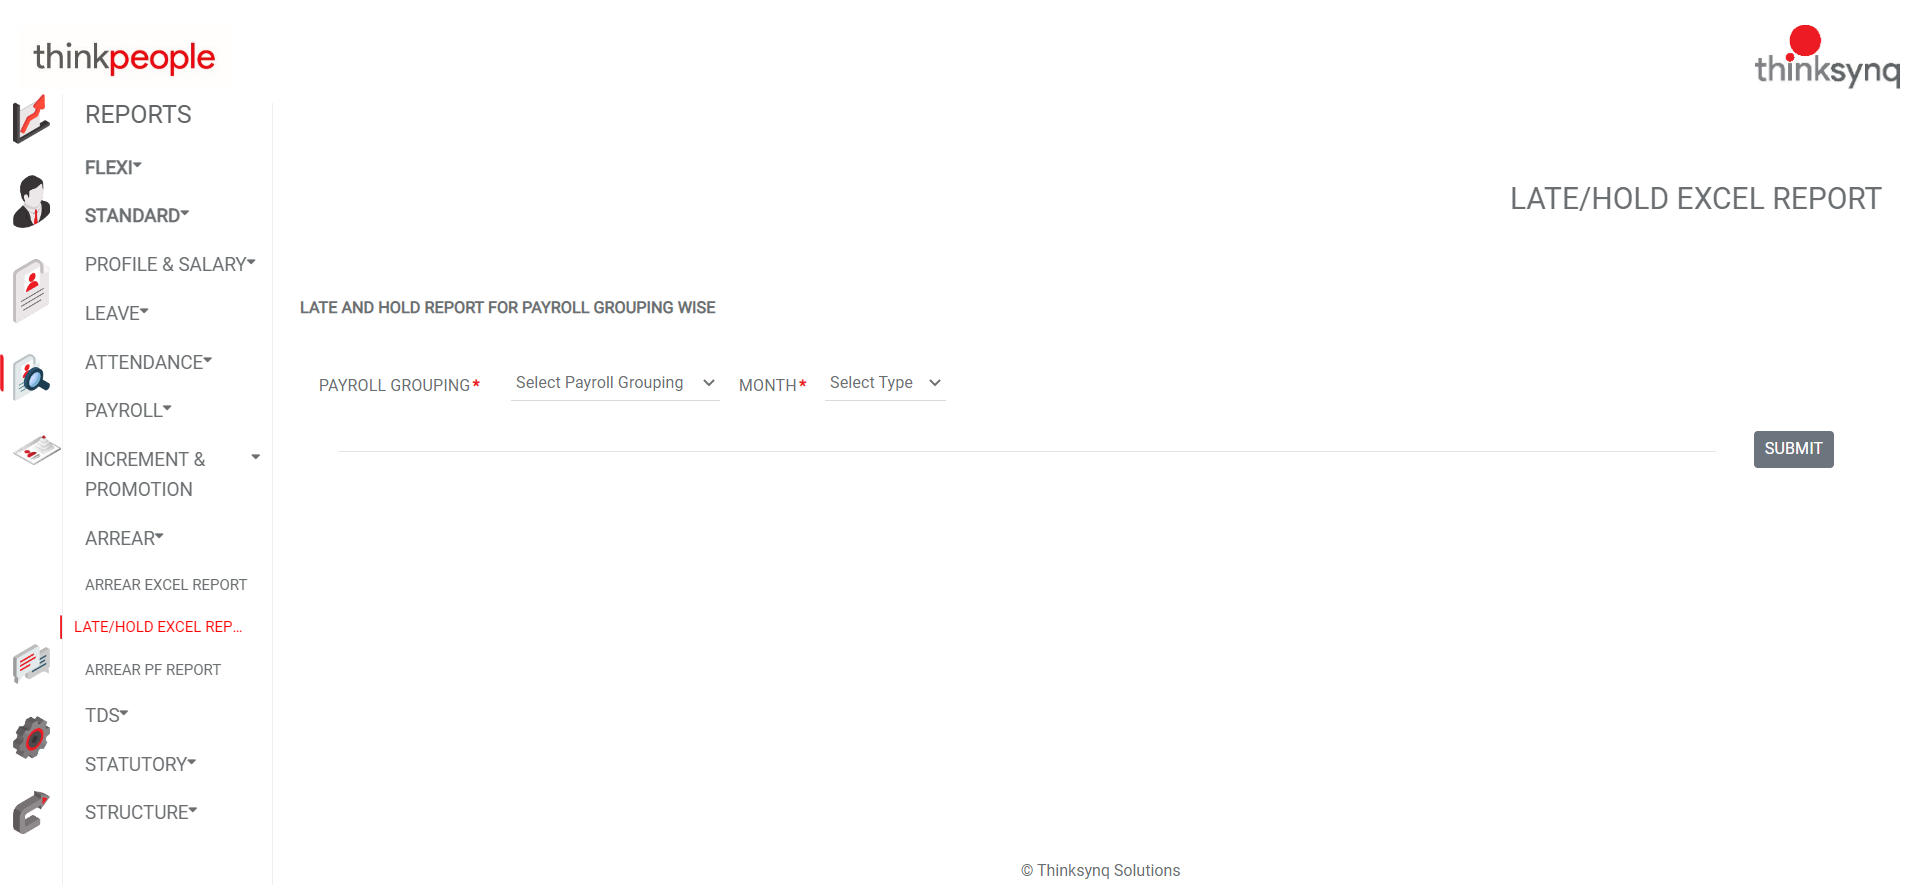 thinkpeople
thinksynq
REPORTS
FLEXI
STANDARD
PROFILE & SALARY
LEAVE
ATTENDANCE
PAYROLL
INCREMENT &
PROMOTION
ARREAR
ARREAR EXCEL REPORT
LATE/HOLD EXCEL REP...
ARREAR PF REPORT
TDS
STATUTORY
STRUCTURE
LATE/HOLD EXCEL REPORT
LATE AND HOLD REPORT FOR PAYROLL GROUPING WISE
PAYROLL GROUPING* Select Payroll Grouping MONTH* Select Type
SUBMIT
© Thinksynq Solutions